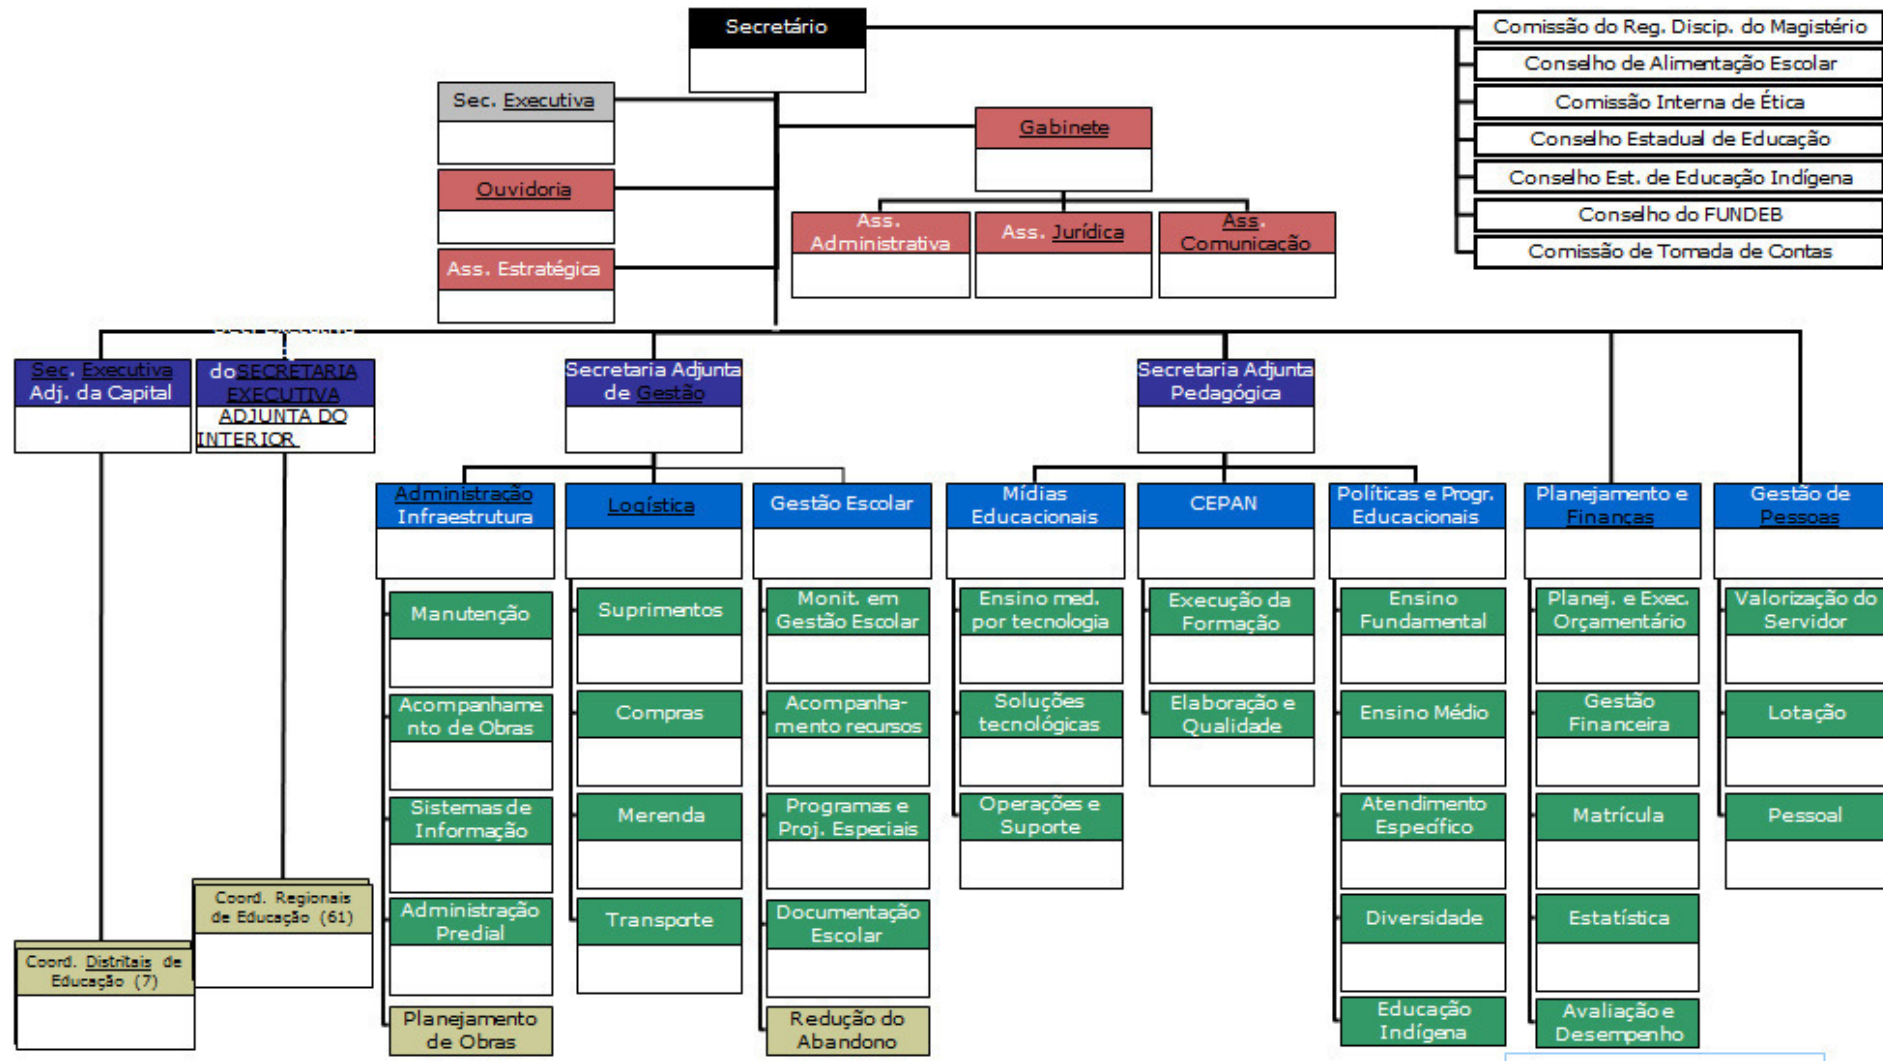 Secretário
Comissão do Reg. Discip. do Magistério
Conselho de Alimentação Escolar
Comissão Interna de Ética
Conselho Estadual de Educação
Conselho Est. de Educação Indígena
Conselho do FUNDEB
Comissão de Tomada de Contas
Sec. Executiva
Gabinete
Ouvidoria
Ass.
Administrativa
Ass. Jurídica
Ass.
Comunicação
Ass. Estratégica
Sec. Executiva
Adj. da Capital
doSECRETARIA
EXECUTIVA
ADJUNTA DO
INTERIOR
Secretaria Adjunta
de Gestão
Secretaria Adjunta
Pedagógica
Administração
Infraestrutura
Logística
Gestão Escolar
Mídias
Educacionais
CEPAN
Políticas e Progr.
Educacionais
Planejamento e
Finanças
Gestão de
Pessoas
Manutenção
Suprimentos
Monit. em
Gestão Escolar
Ensino med.
por tecnologia
Execução da
Formação
Ensino
Fundamental
Planej. e Exec.
Orçamentário
Valorização do
Servidor
Acompanhame
nto de Obras
Compras
Acompanha-
mento recursos
Soluções
tecnológicas
Elaboração e
Qualidade
Ensino Médio
Gestão
Financeira
Lotação
Sistemas de
Informação
Merenda
Programas e
Proj. Especiais
Operações e
Suporte
Atendimento
Específico
Matrícula
Pessoal
Coord. Regionais
de Educação (61)
Administração
Predial
Transporte
Documentação
Escolar
Diversidade
Estatística
Coord. Distritais de
Educação (7)
Planejamento
de Obras
Redução do
Abandono
Educação
Indígena
Avaliação e
Desempenho